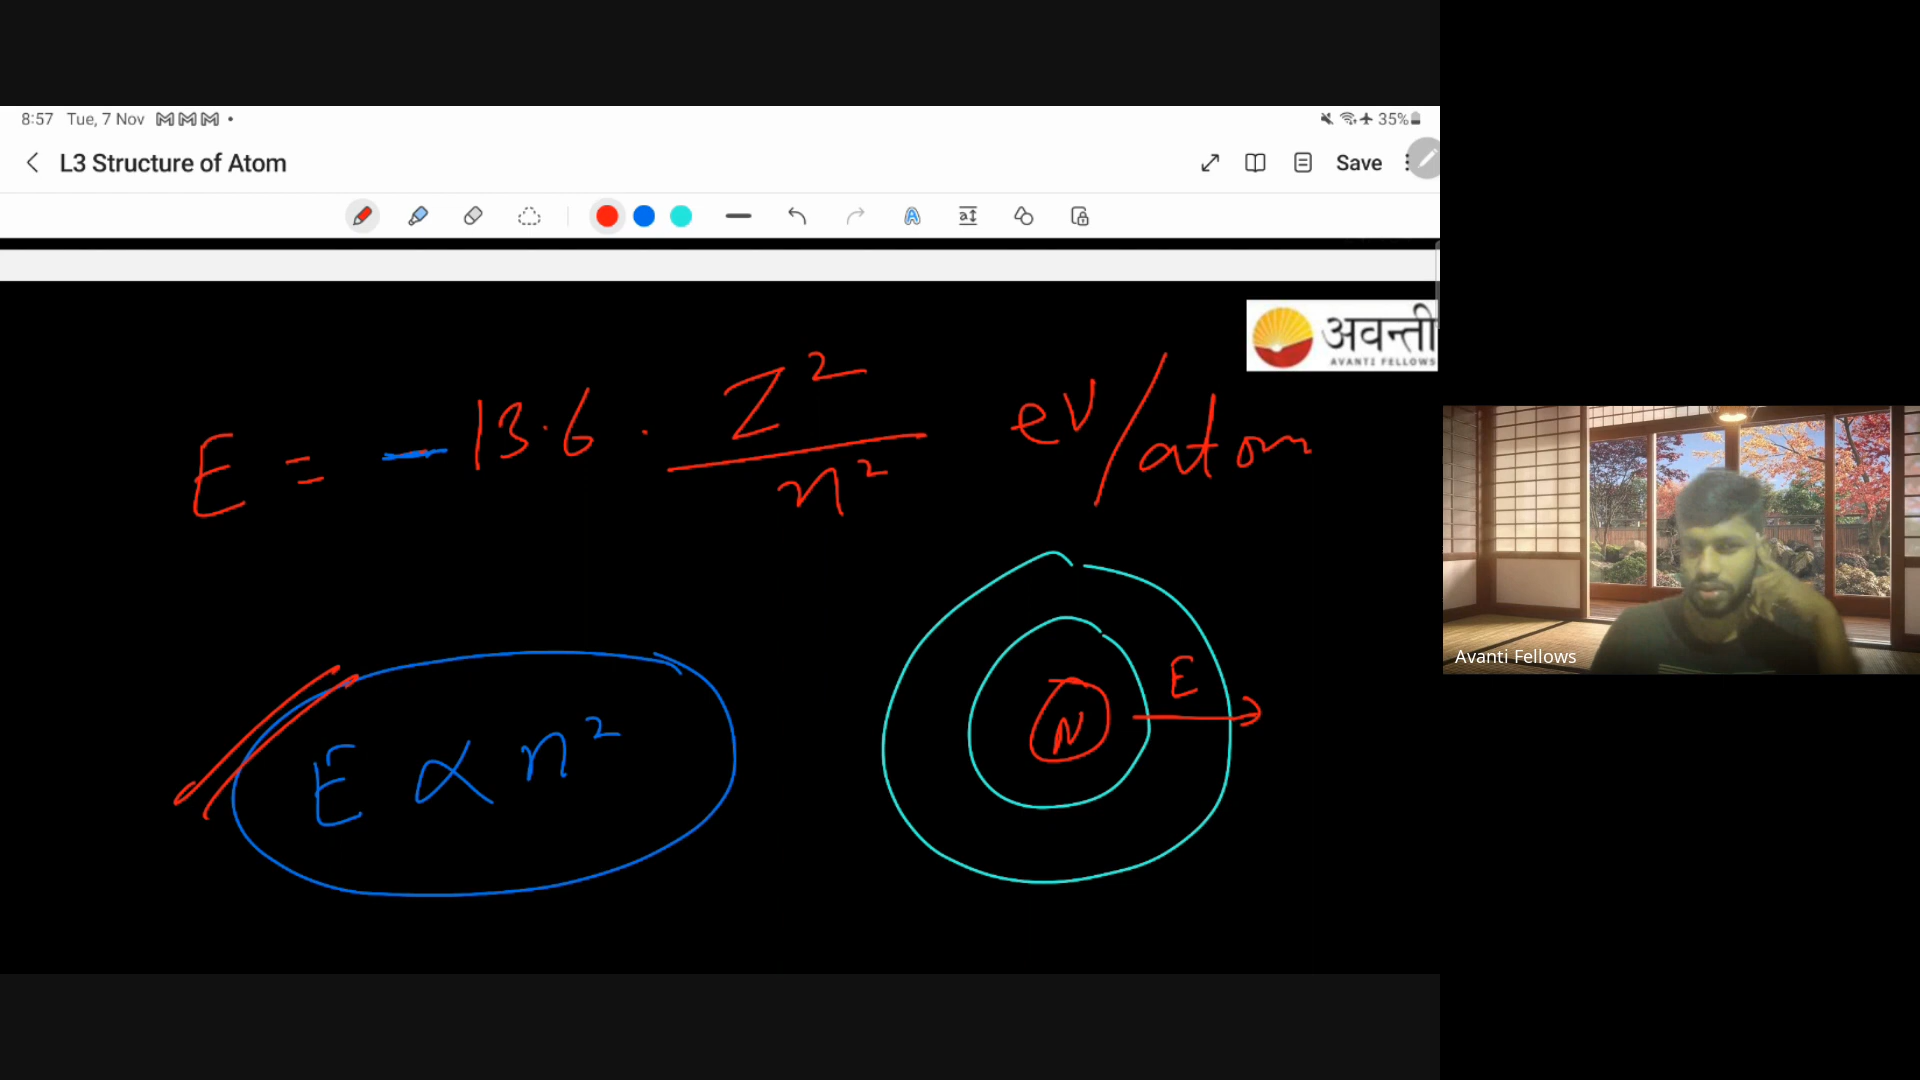 8:57 Tue, 7 Nov
35%
L3 Structure of Atom
Save
अवन्ती
AVANTI FELLOWS
E = - 13.6 . Z² / n² eV/atom
E
N
E ∝ n²
Avanti Fellows